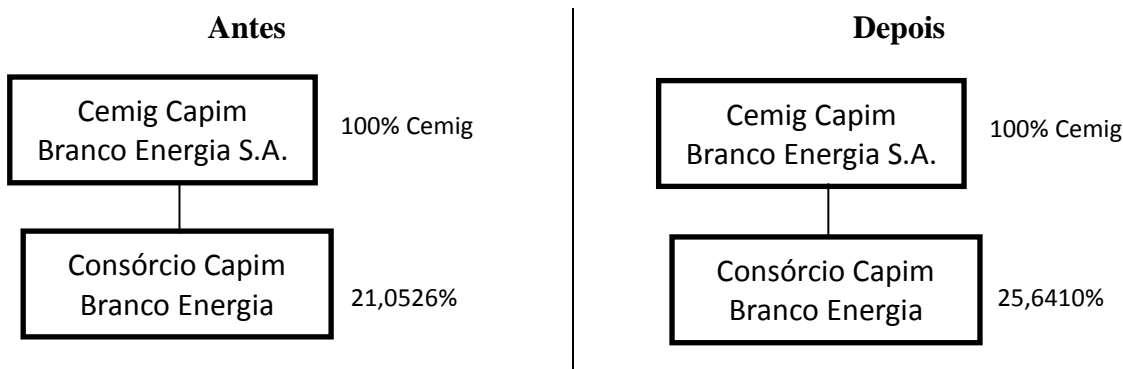 Antes
Cemig Capim
Branco Energia S.A.
100% Cemig
Consórcio Capim
Branco Energia
21,0526%
Depois
Cemig Capim
Branco Energia S.A.
100% Cemig
Consórcio Capim
Branco Energia
25,6410%